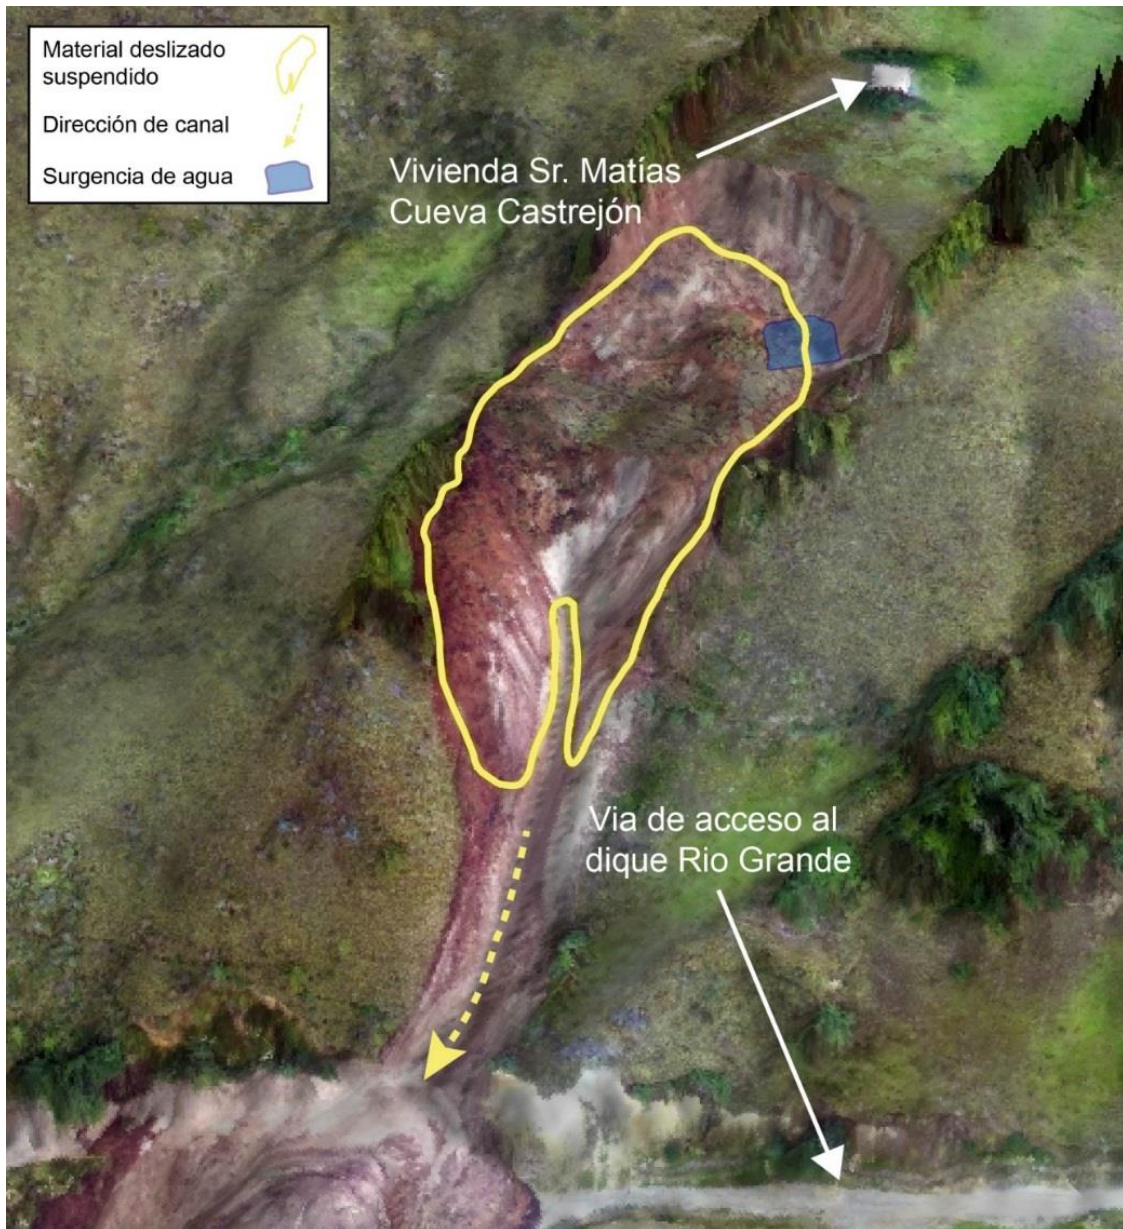 Material deslizado
suspendido
Dirección de canal
Surgencia de agua
Vivienda Sr. Matías
Cueva Castrejón
Via de acceso al
dique Rio Grande